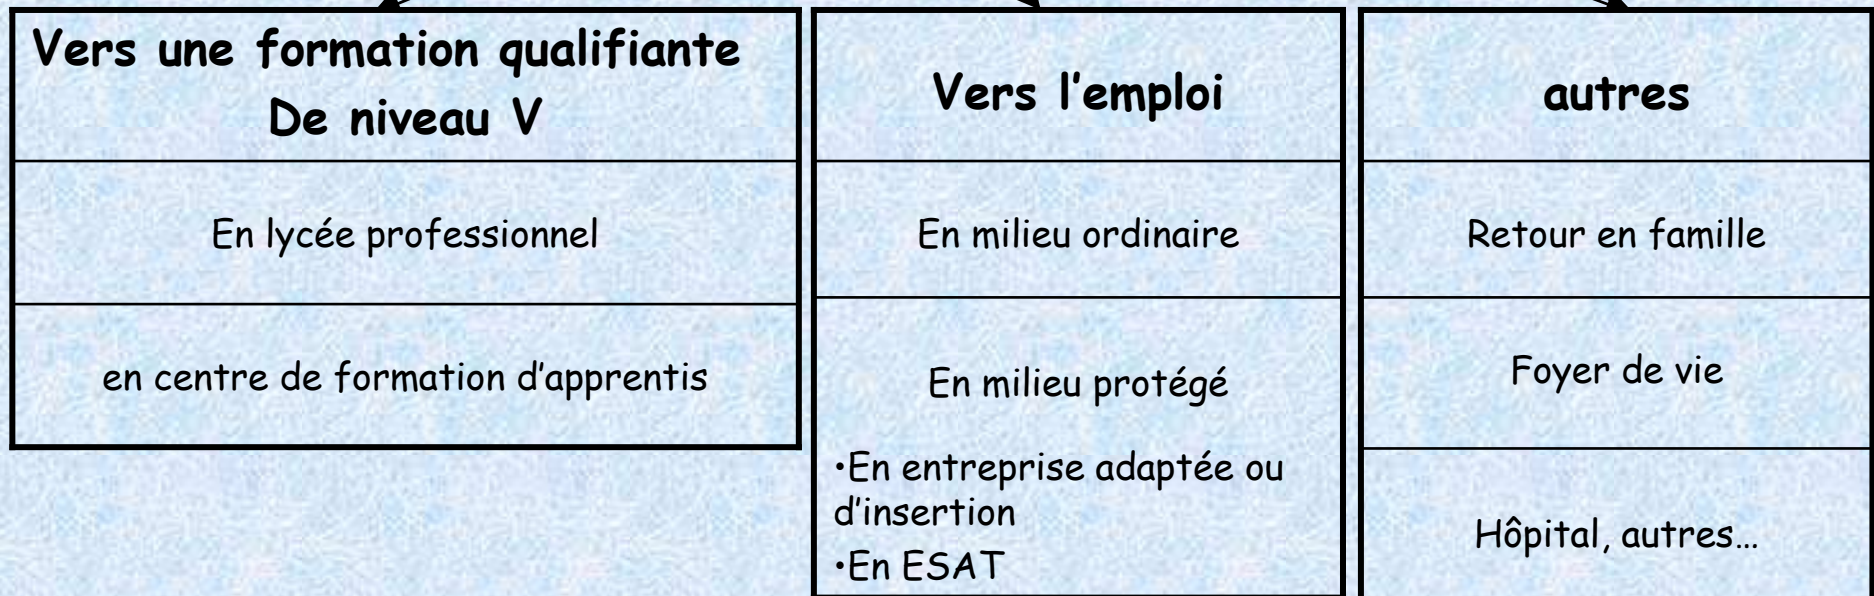 Vers une formation qualifiante
De niveau V
En lycée professionnel
en centre de formation d'apprentis
Vers l'emploi
En milieu ordinaire
En milieu protégé
•En entreprise adaptée ou
d'insertion
•En ESAT
autres
Retour en famille
Foyer de vie
Hôpital, autres…